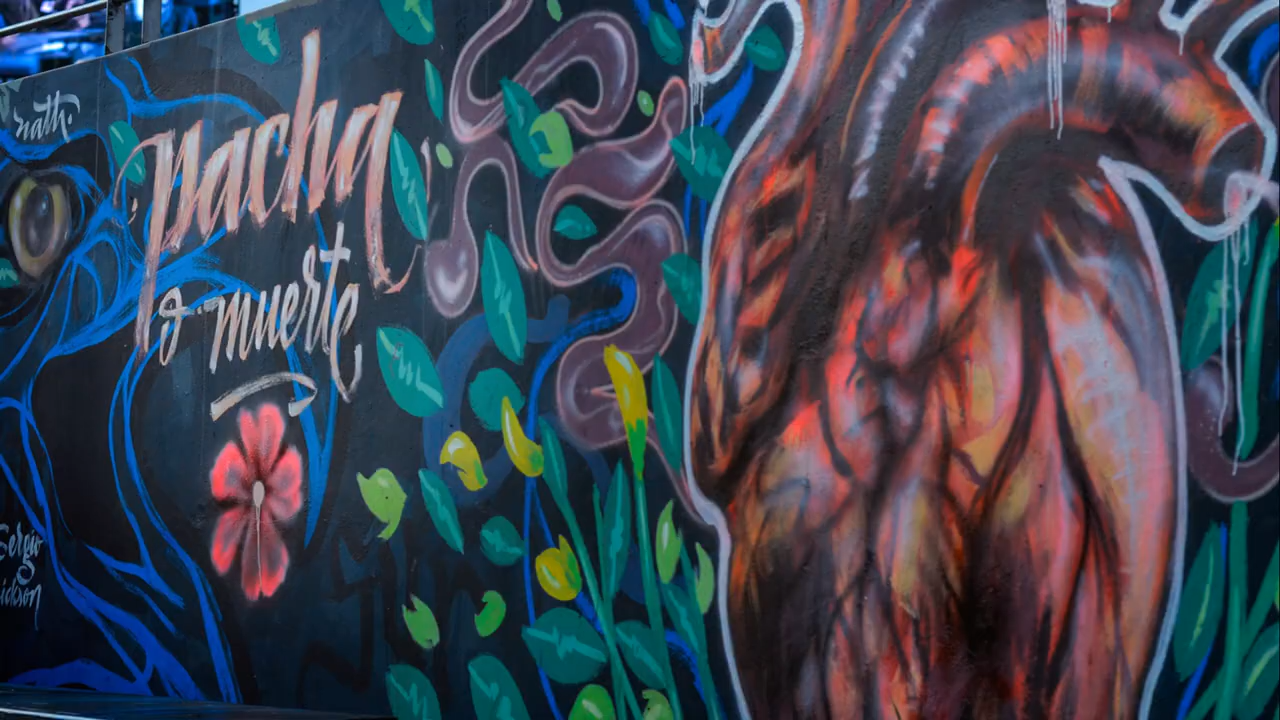 nath.
pacha
o muerte
Sergio